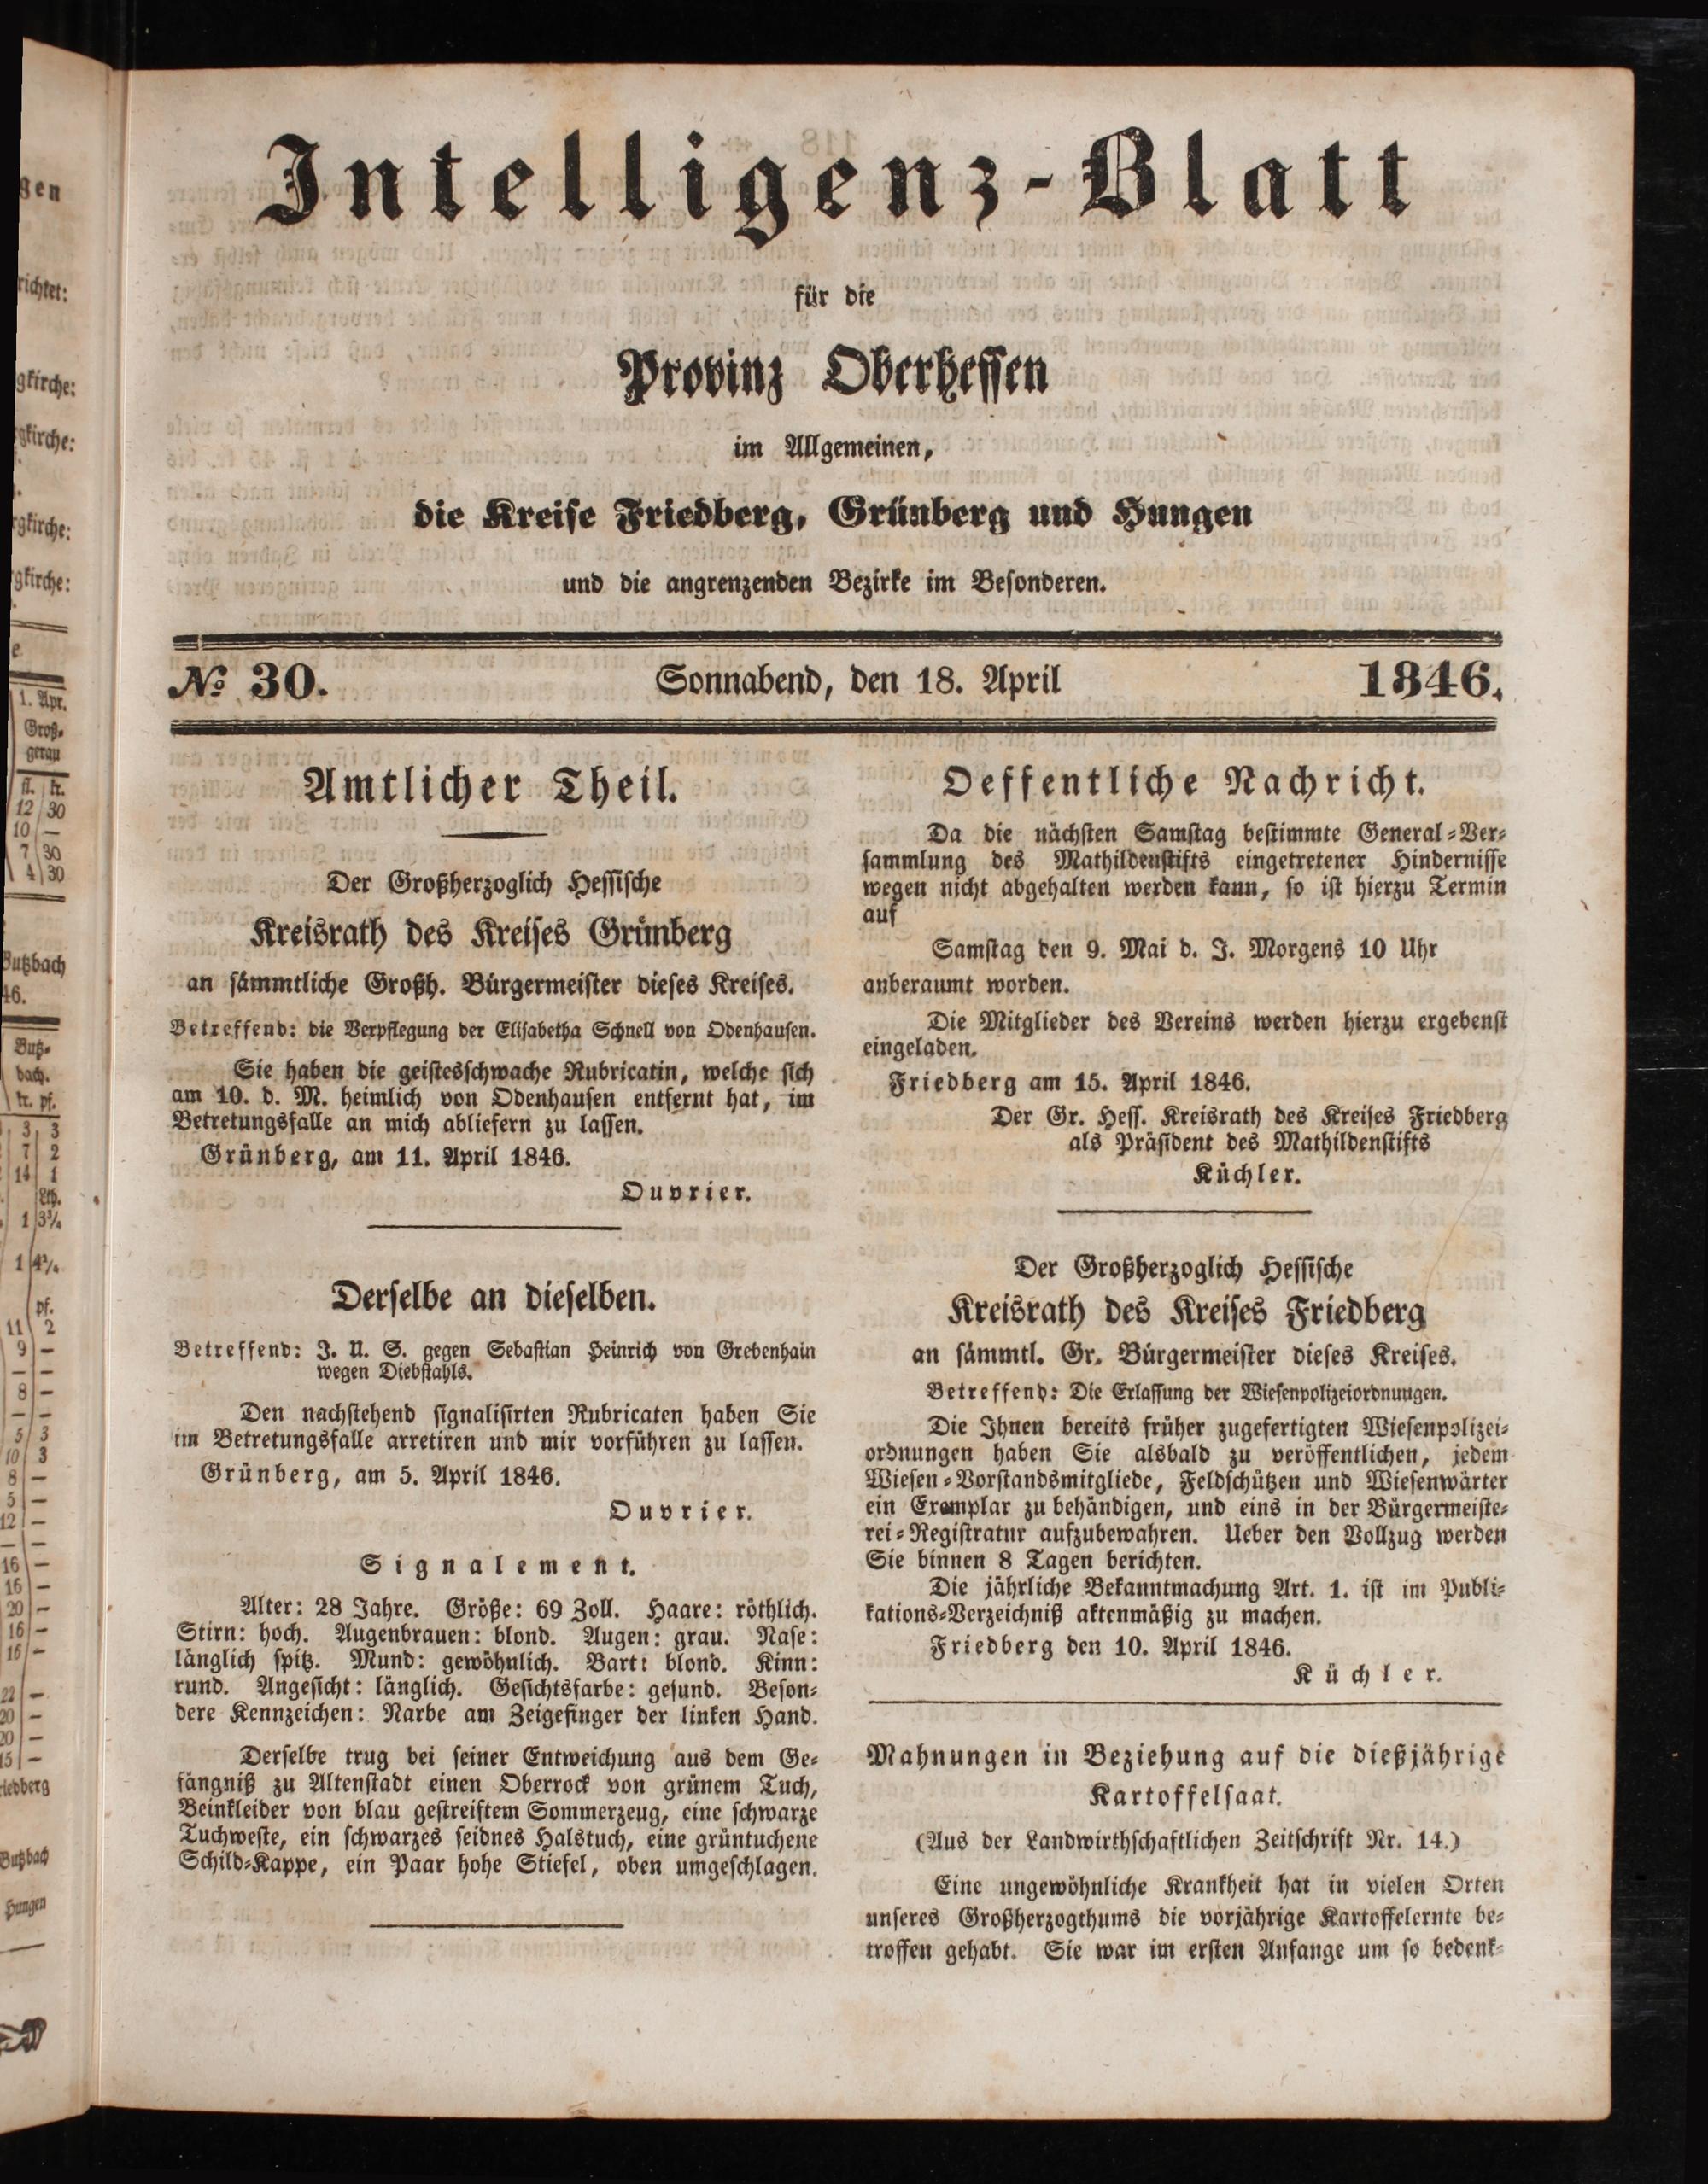 Intelligenz-Blatt
für die
Provinz Oberhessen
im Allgemeinen,
die Kreise Friedberg, Grünberg und Hungen
und die angrenzenden Bezirke im Besonderen.
№ 30.
Sonnabend, den 18. April
1846.
Amtlicher Theil.
Der Großherzoglich Hessische
Kreisrath des Kreises Grünberg
an sämmtliche Großh. Bürgermeister dieses Kreises.
Betreffend: die Verpflegung der Elisabetha Schnell von Odenhausen.
Sie haben die geistesschwache Rubricatin, welche sich
am 10. d. M. heimlich von Odenhausen entfernt hat, im
Betretungsfalle an mich abliefern zu lassen.
Grünberg, am 11. April 1846.
Ouvrier.
Derselbe an dieselben.
Betreffend: J. U. S. gegen Sebastian Heinrich von Grebenhain
wegen Diebstahls.
Den nachstehend signalisirten Rubricaten haben Sie
im Betretungsfalle arretiren und mir vorführen zu lassen.
Grünberg, am 5. April 1846.
Ouvrier.
Signalement.
Alter: 28 Jahre. Größe: 69 Zoll. Haare: röthlich.
Stirn: hoch. Augenbrauen: blond. Augen: grau. Nase:
länglich spitz. Mund: gewöhnlich. Bart: blond. Kinn:
rund. Angesicht: länglich. Gesichtsfarbe: gesund. Beson-
dere Kennzeichen: Narbe am Zeigefinger der linken Hand.
Derselbe trug bei seiner Entweichung aus dem Ge-
fängniß zu Altenstadt einen Oberrock von grünem Tuch,
Beinkleider von blau gestreiftem Sommerzeug, eine schwarze
Tuchweste, ein schwarzes seidnes Halstuch, eine grüntuchene
Schild-Kappe, ein Paar hohe Stiefel, oben umgeschlagen.
Oeffentliche Nachricht.
Da die nächsten Samstag bestimmte General-Ver-
sammlung des Mathildenstifts eingetretener Hindernisse
wegen nicht abgehalten werden kann, so ist hierzu Termin
auf
Samstag den 9. Mai d. J. Morgens 10 Uhr
anberaumt worden.
Die Mitglieder des Vereins werden hierzu ergebenst
eingeladen.
Friedberg am 15. April 1846.
Der Gr. Hess. Kreisrath des Kreises Friedberg
als Präsident des Mathildenstifts
Küchler.
Der Großherzoglich Hessische
Kreisrath des Kreises Friedberg
an sämmtl. Gr. Bürgermeister dieses Kreises.
Betreffend: Die Erlassung der Wiesenpolizeiordnungen.
Die Ihnen bereits früher zugefertigten Wiesenpolizei-
ordnungen haben Sie alsbald zu veröffentlichen, jedem
Wiesen-Vorstandsmitgliede, Feldschützen und Wiesenwärter
ein Exemplar zu behändigen, und eins in der Bürgermeiste-
rei-Registratur aufzubewahren. Ueber den Vollzug werden
Sie binnen 8 Tagen berichten.
Die jährliche Bekanntmachung Art. 1. ist im Publi-
kations-Verzeichniß aktenmäßig zu machen.
Friedberg den 10. April 1846.
Küchler.
Mahnungen in Beziehung auf die dießjährige
Kartoffelsaat.
(Aus der Landwirthschaftlichen Zeitschrift Nr. 14.)
Eine ungewöhnliche Krankheit hat in vielen Orten
unseres Großherzogthums die vorjährige Kartoffelernte be-
troffen gehabt. Sie war im ersten Anfange um so bedenk-